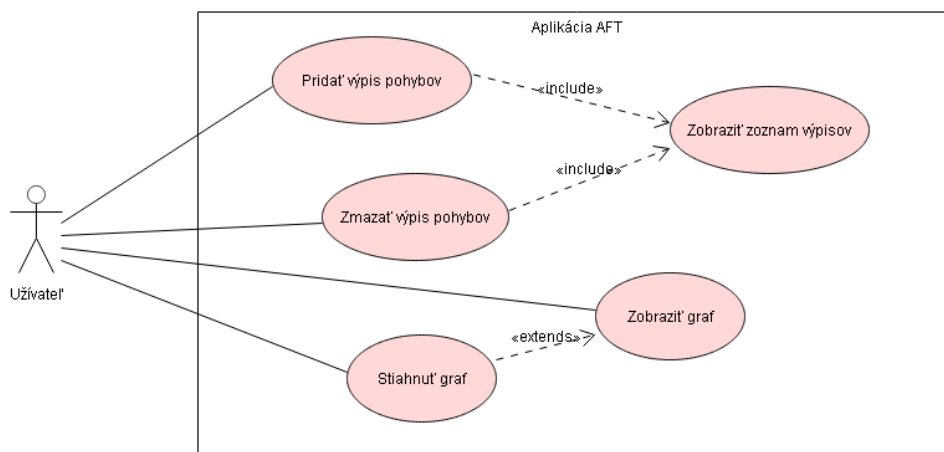 Aplikácia AFT
Pridať výpis pohybov
«include»
Zobraziť zoznam výpisov
«include»
Zmazať výpis pohybov
Užívateľ
Zobraziť graf
«extends»
Stiahnuť graf